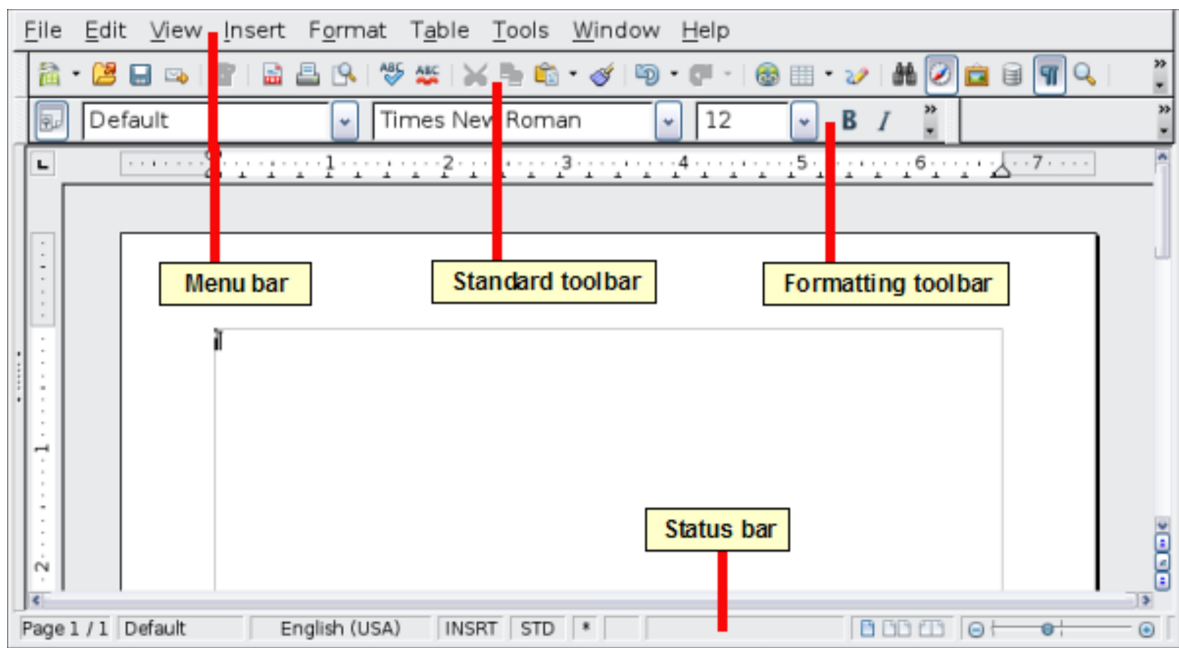 File Edit View Insert Format Table Tools Window Help
ABC ABC
Default Times New Roman 12 B I
1 2 3 4 5 6 7
Menu bar Standard toolbar Formatting toolbar
1
Status bar
2
Page 1 / 1 Default English (USA) INSRT STD *